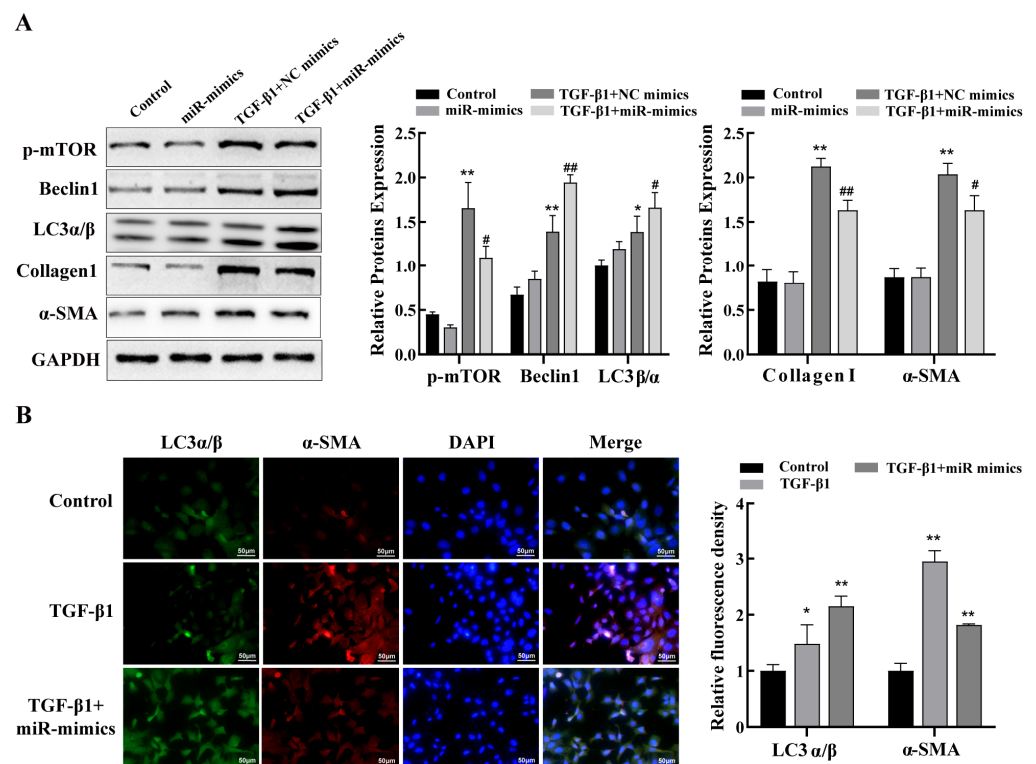 A
Control
miR-mimics
TGF-β1+NC mimics
TGF-β1+miR-mimics
p-mTOR
Beclin1
LC3α/β
Collagen1
α-SMA
GAPDH
Control
TGF-β1+NC mimics
miR-mimics
TGF-β1+miR-mimics
Relative Proteins Expression
2.5
2.0
1.5
1.0
0.5
0.0
**
#
**
##
*
#
p-mTOR
Beclin1
LC3β/α
Control
TGF-β1+NC mimics
miR-mimics
TGF-β1+miR-mimics
Relative Proteins Expression
2.5
2.0
1.5
1.0
0.5
0.0
**
##
**
#
Collagen I
α-SMA
B
LC3α/β
α-SMA
DAPI
Merge
Control
50μm
50μm
50μm
50μm
TGF-β1
50μm
50μm
50μm
50μm
TGF-β1+
miR-mimics
50μm
50μm
50μm
50μm
Control
TGF-β1+miR mimics
TGF-β1
Relative fluorescence density
4
3
2
1
0
*
**
**
**
LC3 α/β
α-SMA